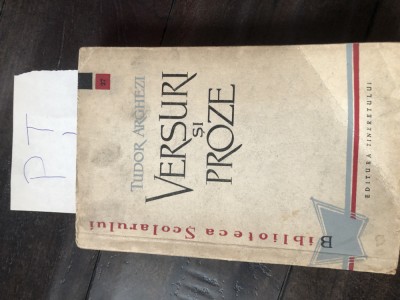 PT,
TUDOR ARGHEZI
VERSURI
ȘI
PROZE
Biblioteca Școlarului
EDITURA TINERETULUI